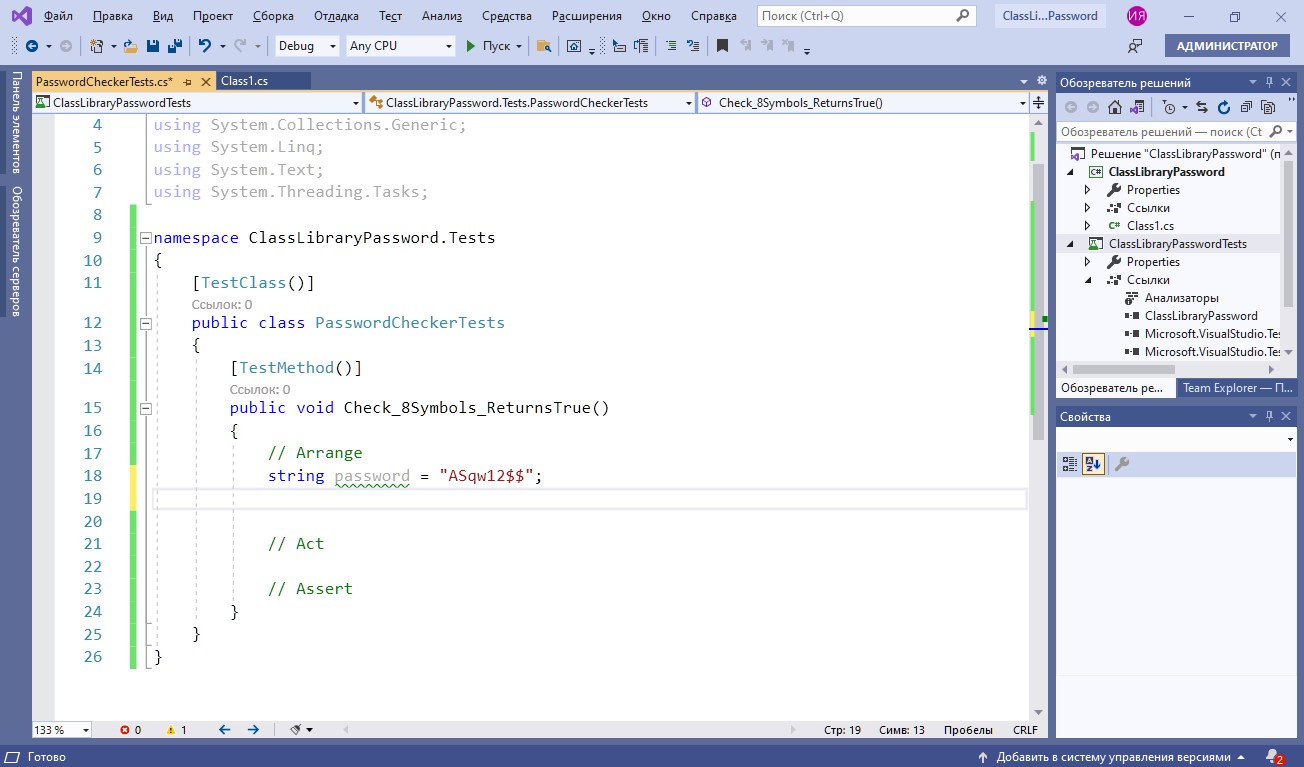 Файл Правка Вид Проект Сборка Отладка Тест Анализ Средства Расширения Окно Справка Поиск (Ctrl+Q) ClassLi...Password ИЯ
Debug Any CPU Пуск АДМИНИСТРАТОР
Панель элементов
Обозреватель серверов
PasswordCheckerTests.cs* Class1.cs
ClassLibraryPasswordTests ClassLibraryPassword.Tests.PasswordCheckerTests Check_8Symbols_ReturnsTrue()
4 using System.Collections.Generic;
5 using System.Linq;
6 using System.Text;
7 using System.Threading.Tasks;
8
9 namespace ClassLibraryPassword.Tests
10 {
11 [TestClass()]
Ссылок: 0
12 public class PasswordCheckerTests
13 {
14 [TestMethod()]
Ссылок: 0
15 public void Check_8Symbols_ReturnsTrue()
16 {
17 // Arrange
18 string password = "ASqw12$$";
19
20
21 // Act
22
23 // Assert
24 }
25 }
26 }
133 % 0 1 Стр: 19 Симв: 13 Пробелы CRLF
Обозреватель решений
Обозреватель решений — поиск (Ct
Решение "ClassLibraryPassword" (п
C# ClassLibraryPassword
Properties
Ссылки
C# Class1.cs
ClassLibraryPasswordTests
Properties
Ссылки
Анализаторы
ClassLibraryPassword
Microsoft.VisualStudio.Te
Microsoft.VisualStudio.Te
Обозреватель ре... Team Explorer — П...
Свойства
Готово Добавить в систему управления версиями 2